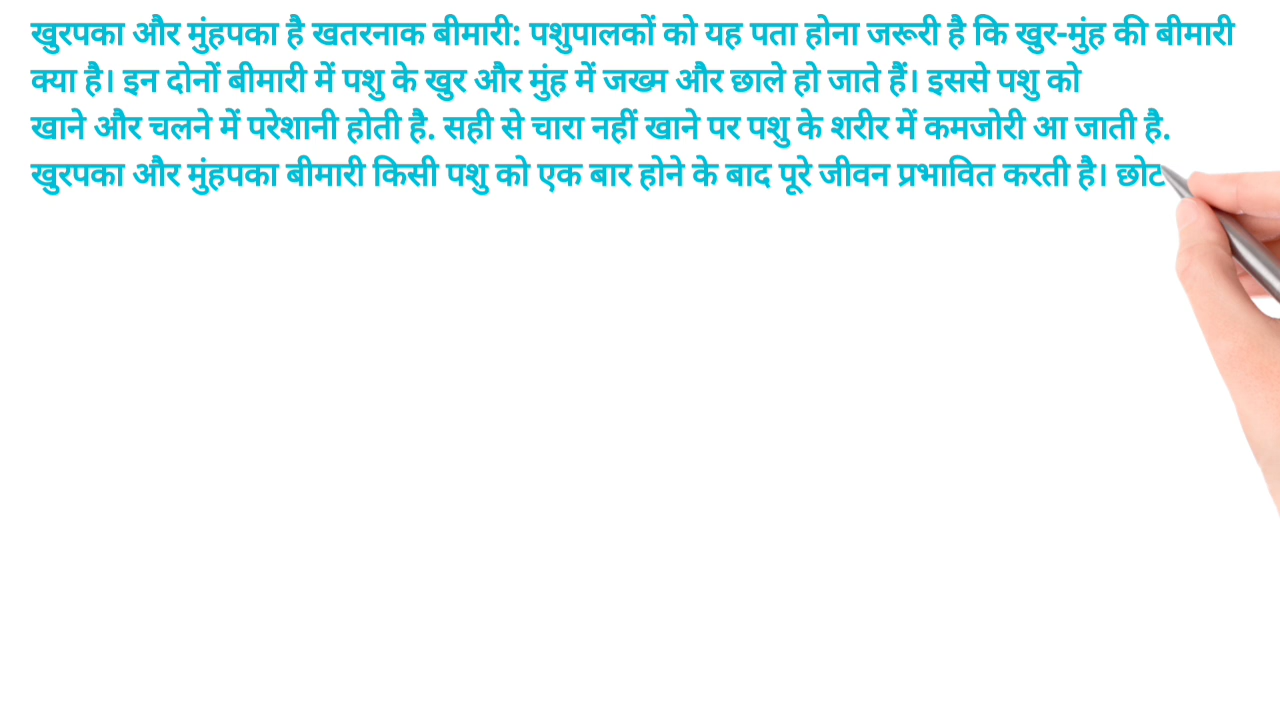 खुरपका और मुंहपका है खतरनाक बीमारी: पशुपालकों को यह पता होना जरूरी है कि खुर-मुंह की बीमारी
क्या है। इन दोनों बीमारी में पशु के खुर और मुंह में जख्म और छाले हो जाते हैं। इससे पशु को
खाने और चलने में परेशानी होती है. सही से चारा नहीं खाने पर पशु के शरीर में कमजोरी आ जाती है.
खुरपका और मुंहपका बीमारी किसी पशु को एक बार होने के बाद पूरे जीवन प्रभावित करती है। छोट